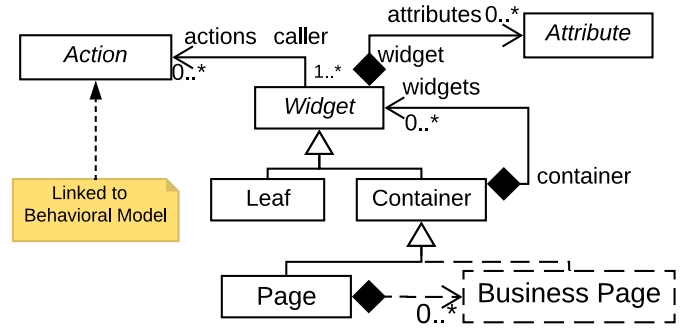 attributes 0..*
Action
actions
caller
widget
Attribute
0..*
1..*
Widget
widgets
0..*
Linked to
Behavioral Model
Leaf
Container
container
Page
0..*
Business Page